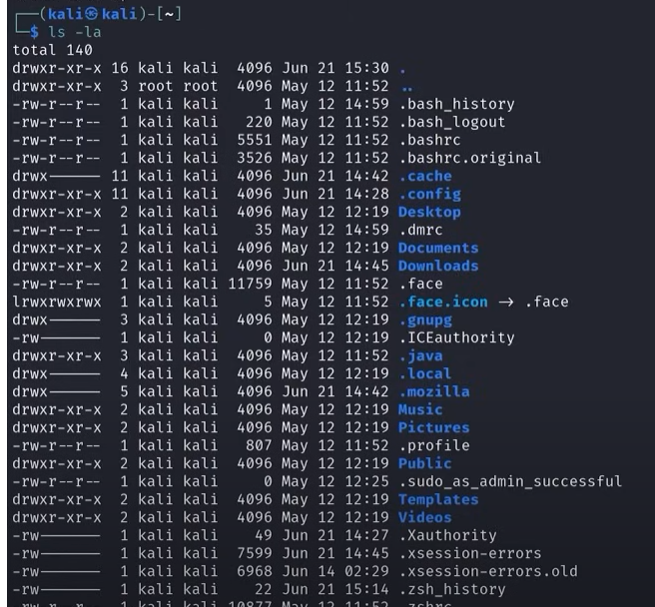 (kali㉿kali)-[~]
$ ls -la
total 140
drwxr-xr-x 16 kali kali 4096 Jun 21 15:30 .
drwxr-xr-x 3 root root 4096 May 12 11:52 ..
-rw-r--r-- 1 kali kali 1 May 12 14:59 .bash_history
-rw-r--r-- 1 kali kali 220 May 12 11:52 .bash_logout
-rw-r--r-- 1 kali kali 5551 May 12 11:52 .bashrc
-rw-r--r-- 1 kali kali 3526 May 12 11:52 .bashrc.original
drwx------ 11 kali kali 4096 Jun 21 14:42 .cache
drwxr-xr-x 11 kali kali 4096 Jun 21 14:28 .config
drwxr-xr-x 2 kali kali 4096 May 12 12:19 Desktop
-rw-r--r-- 1 kali kali 35 May 12 14:59 .dmrc
drwxr-xr-x 2 kali kali 4096 May 12 12:19 Documents
drwxr-xr-x 2 kali kali 4096 Jun 21 14:45 Downloads
-rw-r--r-- 1 kali kali 11759 May 12 11:52 .face
lrwxrwxrwx 1 kali kali 5 May 12 11:52 .face.icon → .face
drwx------ 3 kali kali 4096 May 12 12:19 .gnupg
-rw------- 1 kali kali 0 May 12 12:19 .ICEauthority
drwxr-xr-x 3 kali kali 4096 May 12 11:52 .java
drwx------ 4 kali kali 4096 May 12 12:19 .local
drwx------ 5 kali kali 4096 Jun 21 14:42 .mozilla
drwxr-xr-x 2 kali kali 4096 May 12 12:19 Music
drwxr-xr-x 2 kali kali 4096 May 12 12:19 Pictures
-rw-r--r-- 1 kali kali 807 May 12 11:52 .profile
drwxr-xr-x 2 kali kali 4096 May 12 12:19 Public
-rw-r--r-- 1 kali kali 0 May 12 12:25 .sudo_as_admin_successful
drwxr-xr-x 2 kali kali 4096 May 12 12:19 Templates
drwxr-xr-x 2 kali kali 4096 May 12 12:19 Videos
-rw------- 1 kali kali 49 Jun 21 14:27 .Xauthority
-rw------- 1 kali kali 7599 Jun 21 14:45 .xsession-errors
-rw------- 1 kali kali 6968 Jun 14 02:29 .xsession-errors.old
-rw------- 1 kali kali 22 Jun 21 15:14 .zsh_history
-rw-r--r-- 1 kali kali 10877 May 12 11:52 .zshrc